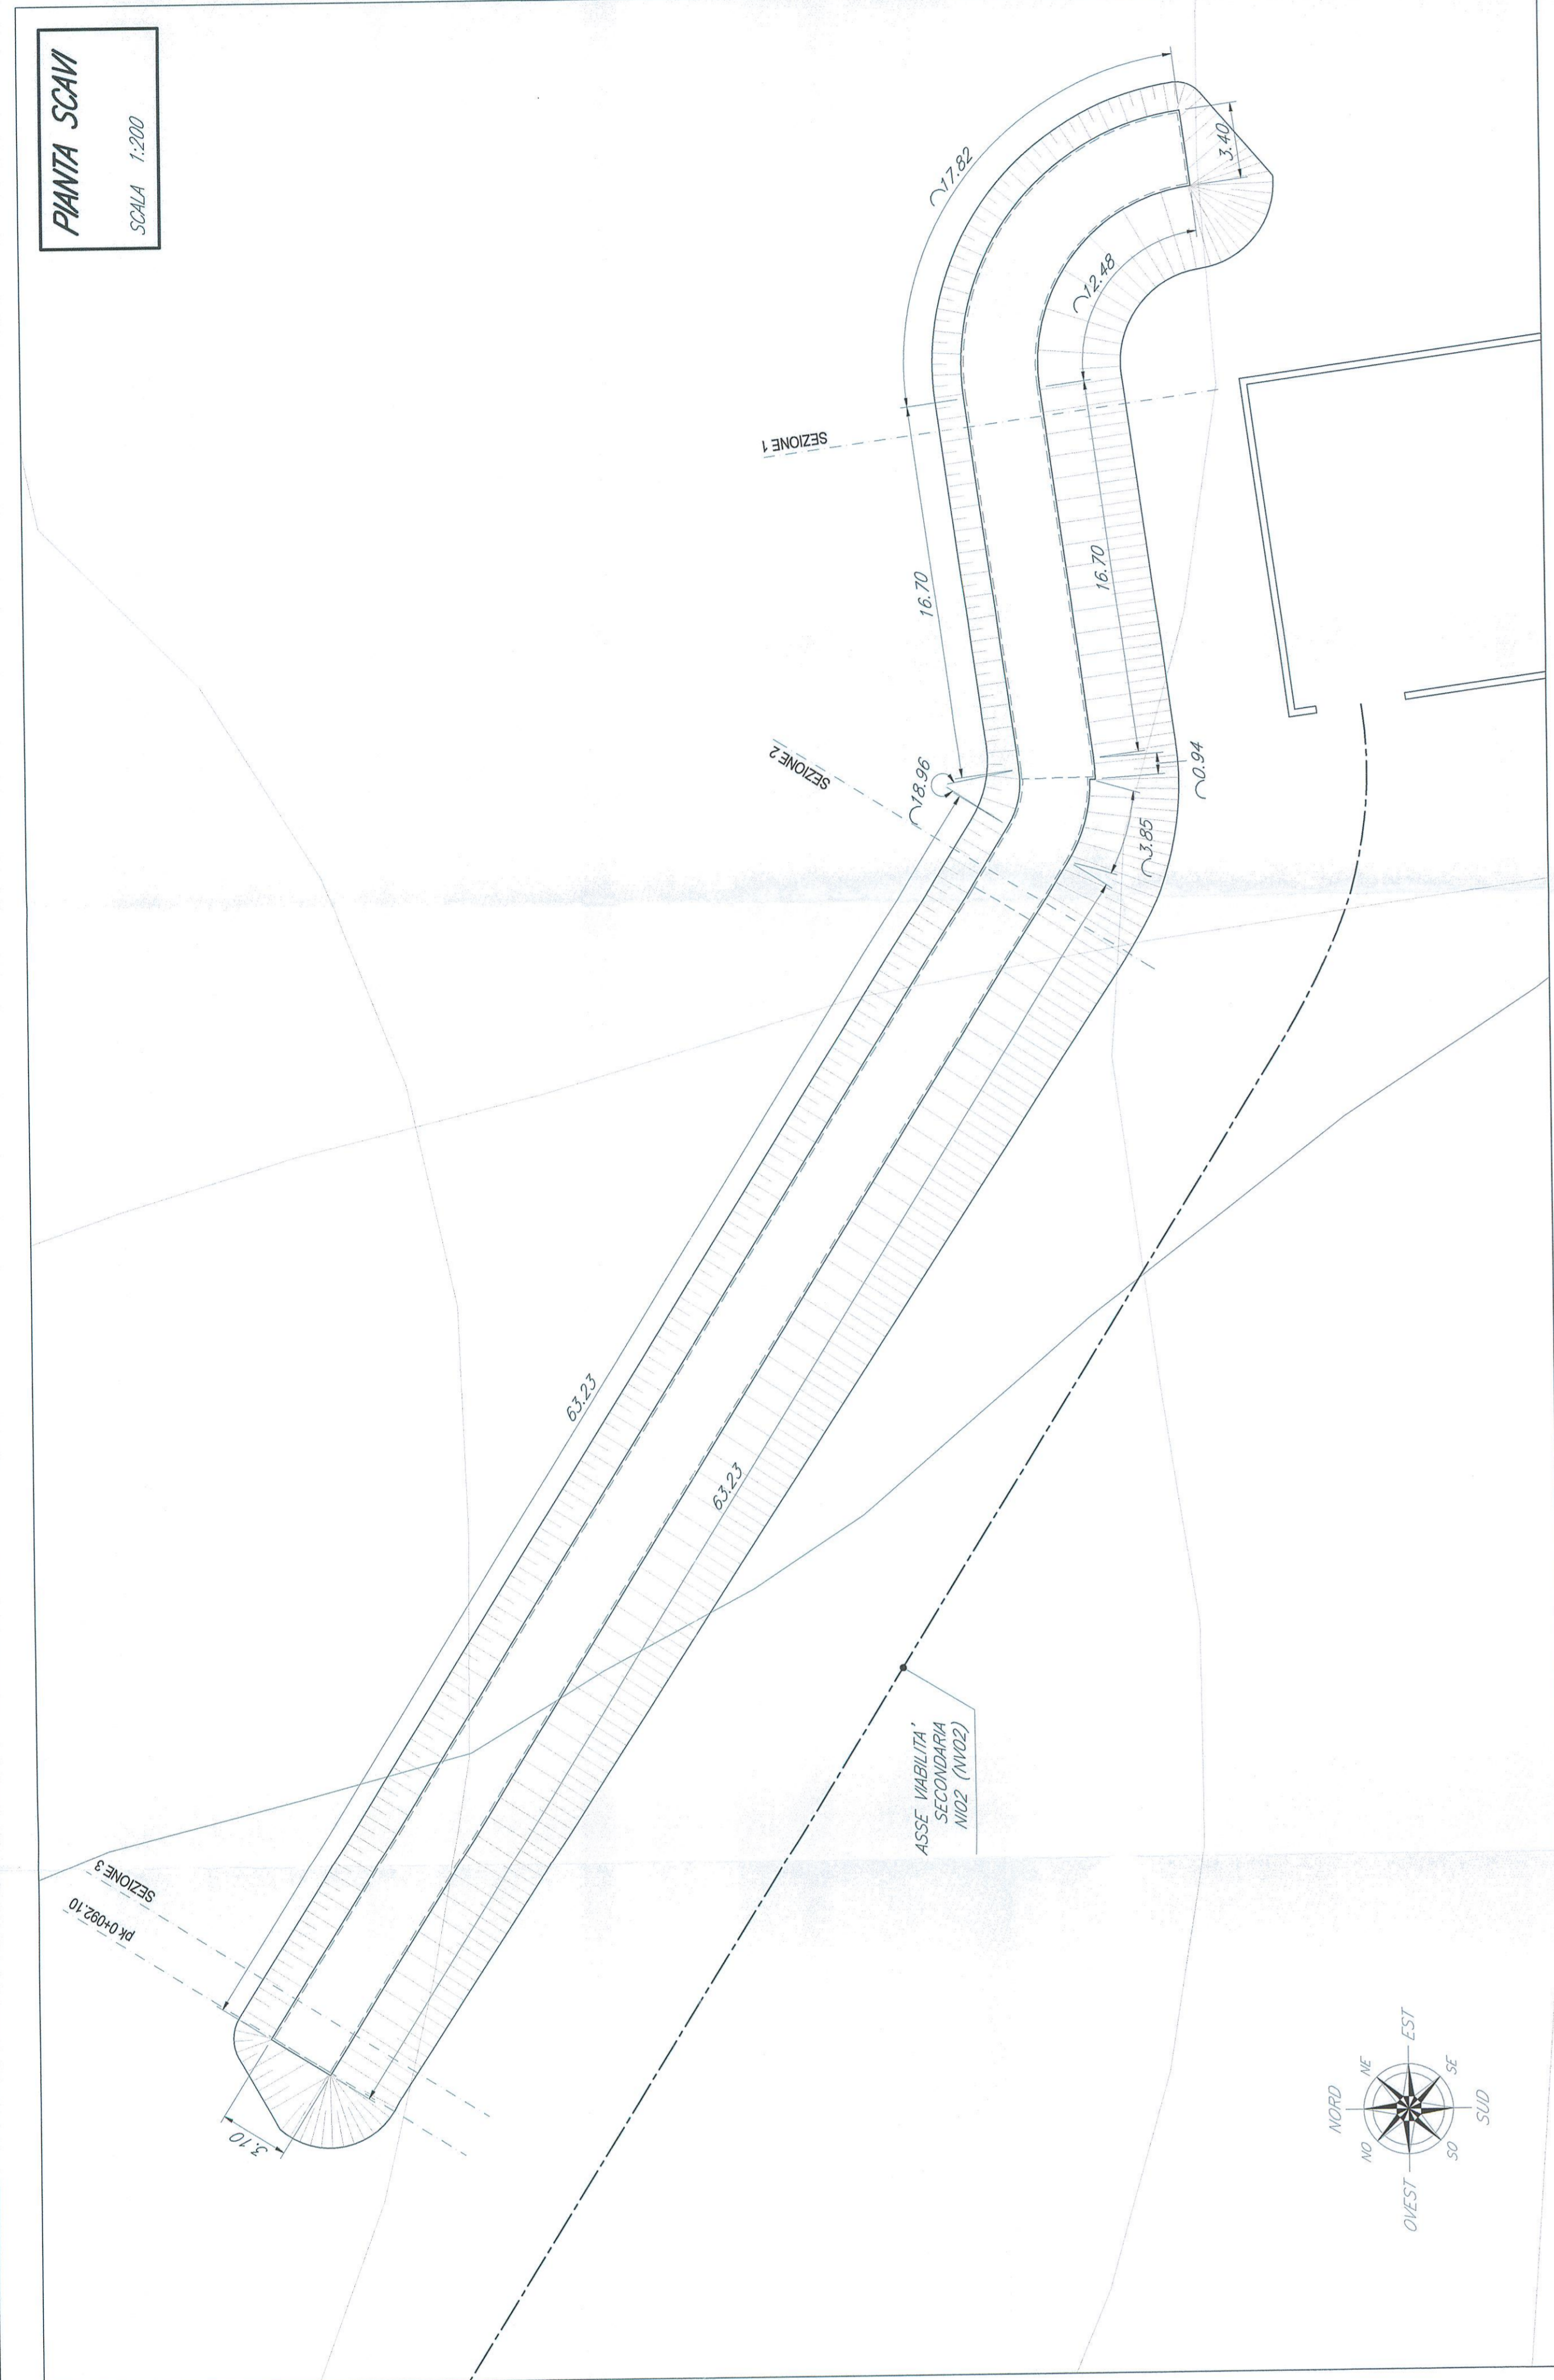 PIANTA SCAVI
SCALA 1:200
17.82
3.40
12.48
SEZIONE 1
16.70
16.70
SEZIONE 2
18.96
0.94
3.85
63.23
63.23
ASSE VIABILITA'
SECONDARIA
NI02 (NV02)
SEZIONE 3
pk 0+092.10
3.10
NORD
NE
EST
SE
SUD
SO
OVEST
NO